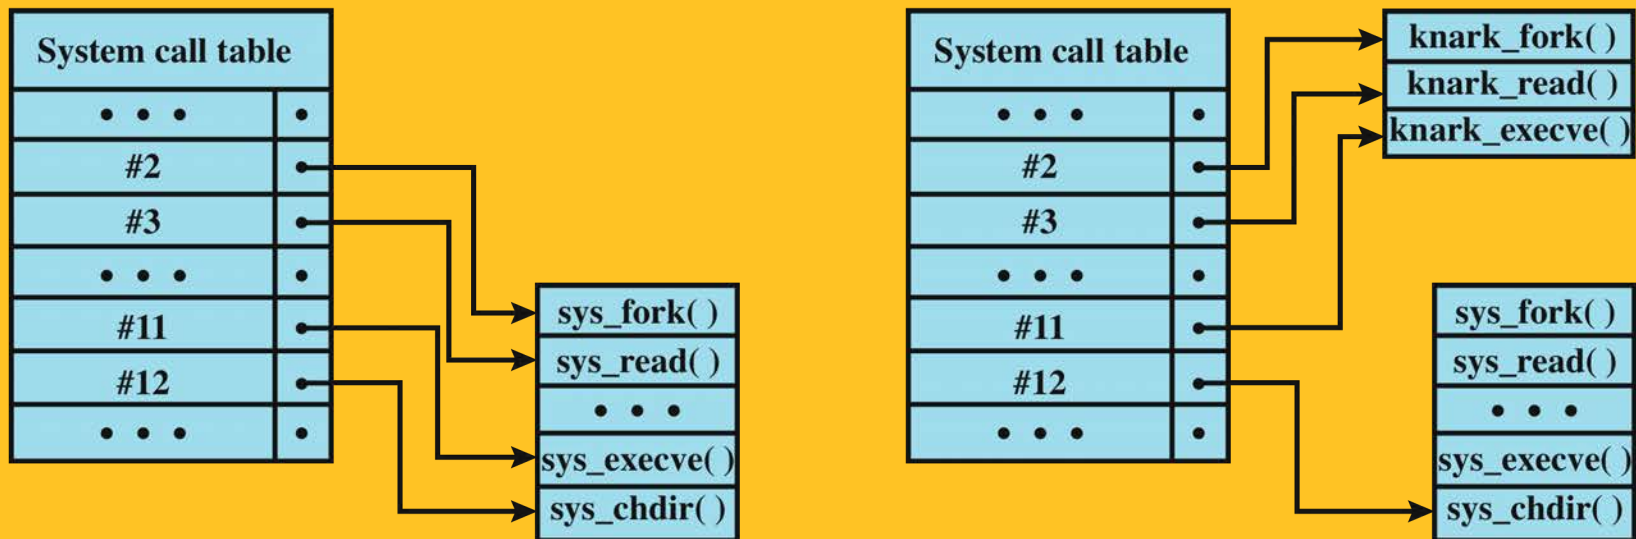 System call table
• • •
•
#2
#3
• • •
•
#11
#12
• • •
•
sys_fork( )
sys_read( )
• • •
sys_execve( )
sys_chdir( )
System call table
• • •
•
#2
#3
• • •
•
#11
#12
• • •
•
knark_fork( )
knark_read( )
knark_execve( )
sys_fork( )
sys_read( )
• • •
sys_execve( )
sys_chdir( )